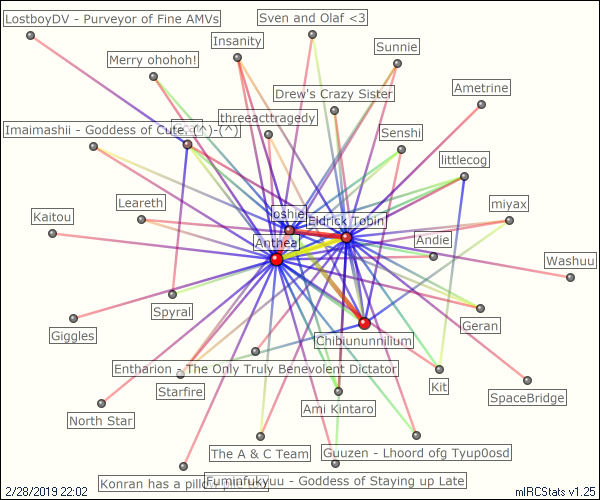 LostboyDV - Purveyor of Fine AMVs
Sven and Olaf <3
Insanity
Sunnie
Merry ohohoh!
Drew's Crazy Sister
Ametrine
threeacttragedy
Imaimashii - Goddess of Cute. (^)-(^)
Senshi
littlecog
Leareth
miyax
Kaitou
Joshie
Eldrick Tobin
Anthea
Andie
Washuu
Spyral
Geran
Giggles
Chibiununnilium
Entharion - The Only Truly Benevolent Dictator
Kit
Starfire
SpaceBridge
Ami Kintaro
North Star
The A & C Team
Guuzen - Lhoord ofg Tyup0osd
Konran has a pillow pile
Fuminfukyuu - Goddess of Staying up Late
2/28/2019 22:02
mIRCStats v1.25